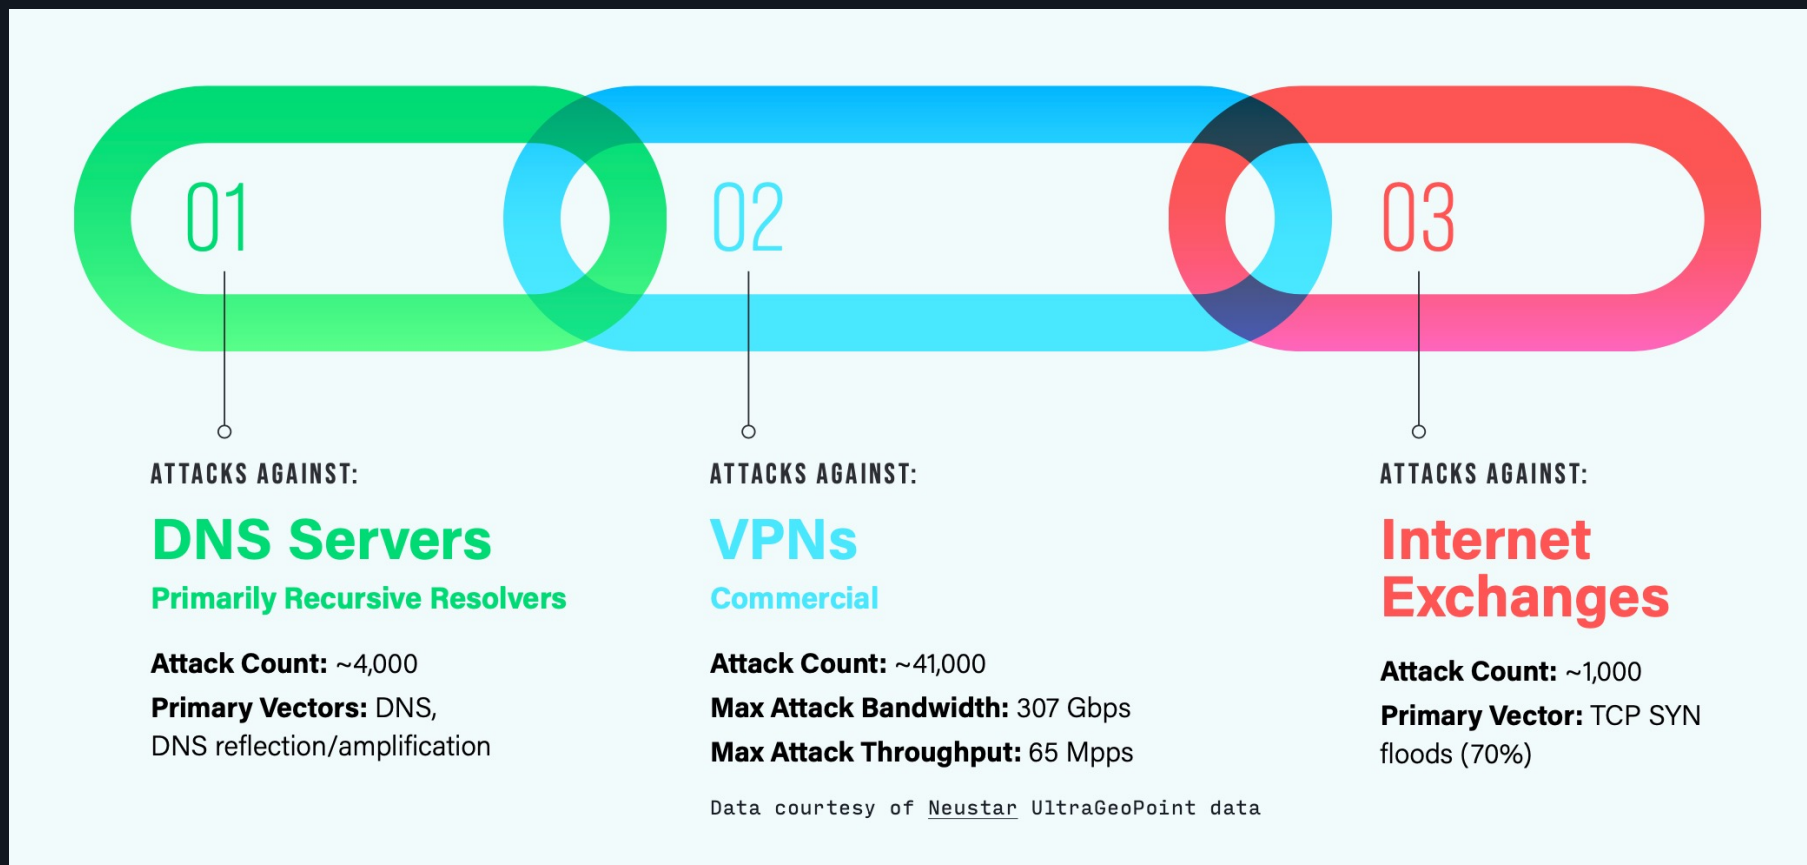 01
ATTACKS AGAINST:
DNS Servers
Primarily Recursive Resolvers
Attack Count: ~4,000
Primary Vectors: DNS,
DNS reflection/amplification
02
ATTACKS AGAINST:
VPNs
Commercial
Attack Count: ~41,000
Max Attack Bandwidth: 307 Gbps
Max Attack Throughput: 65 Mpps
Data courtesy of Neustar UltraGeoPoint data
03
ATTACKS AGAINST:
Internet
Exchanges
Attack Count: ~1,000
Primary Vector: TCP SYN
floods (70%)